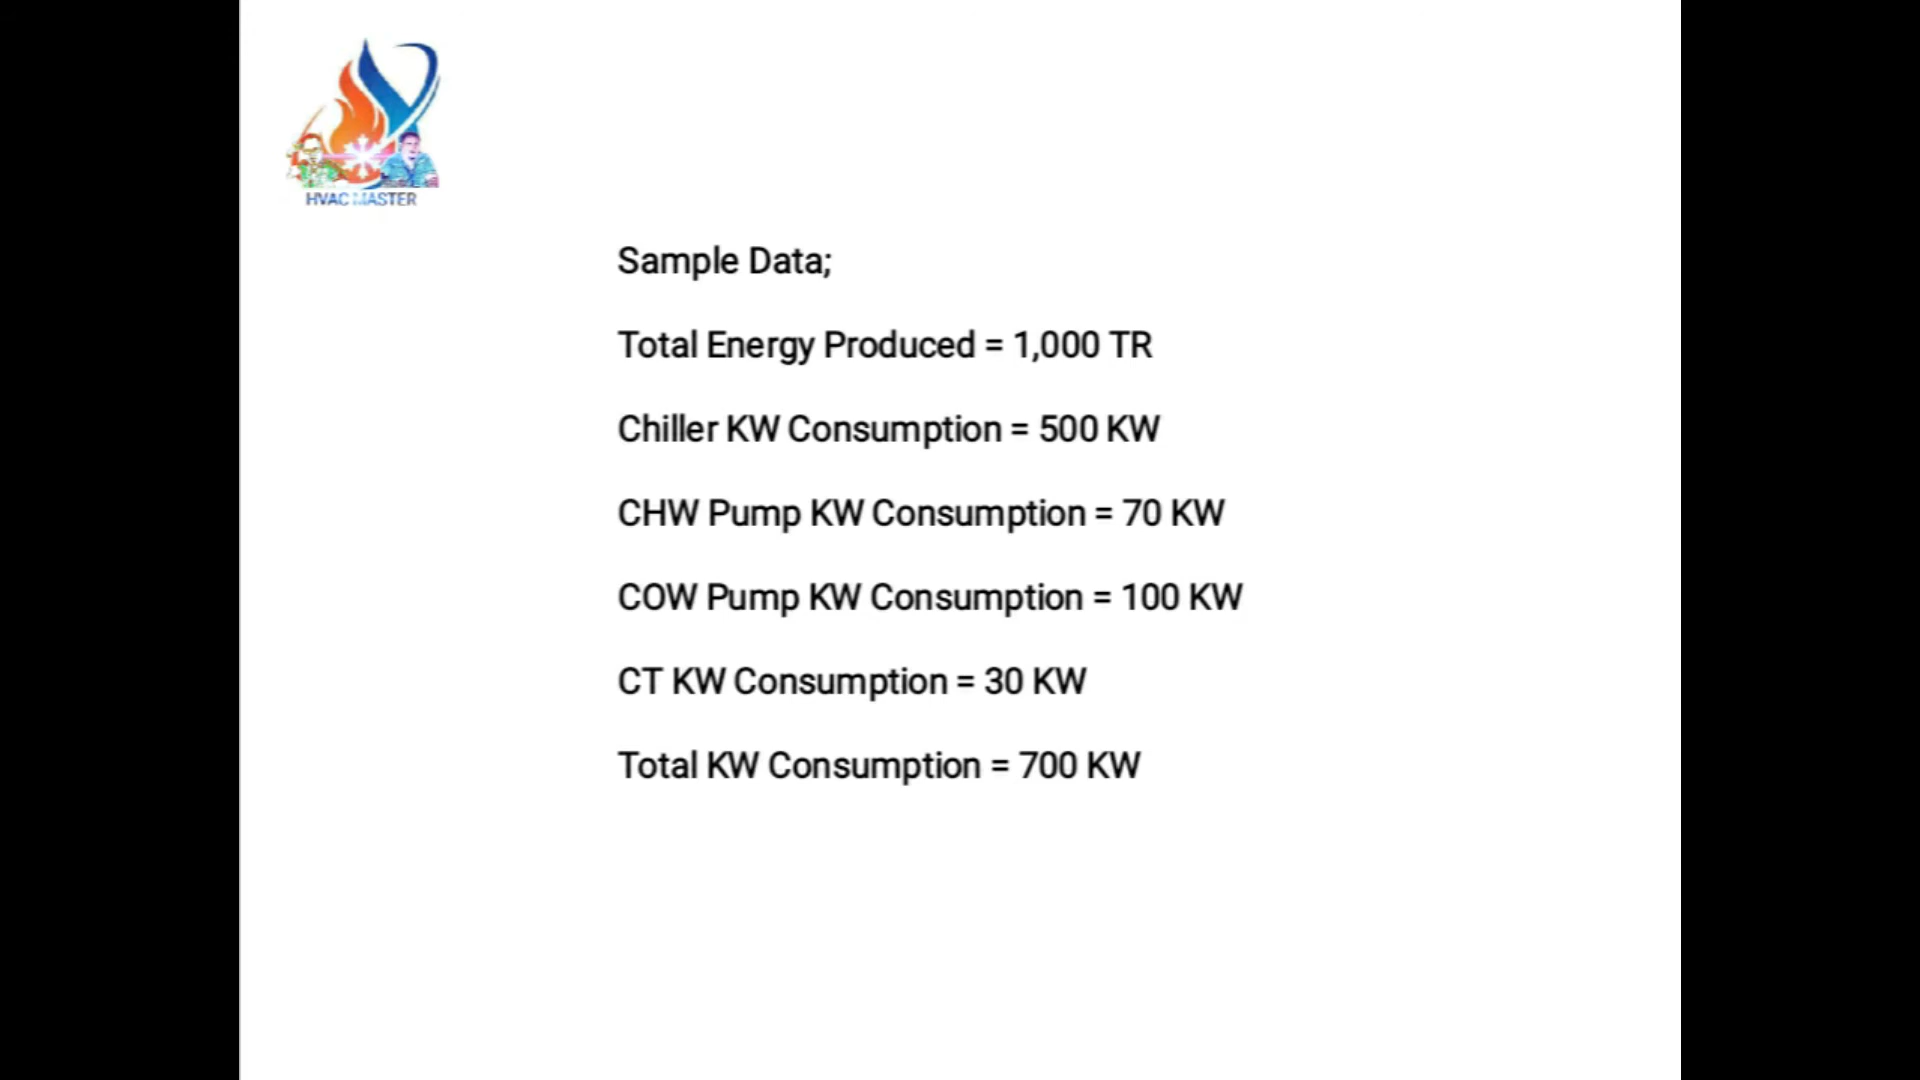 HVAC MASTER
Sample Data;
Total Energy Produced = 1,000 TR
Chiller KW Consumption = 500 KW
CHW Pump KW Consumption = 70 KW
COW Pump KW Consumption = 100 KW
CT KW Consumption = 30 KW
Total KW Consumption = 700 KW